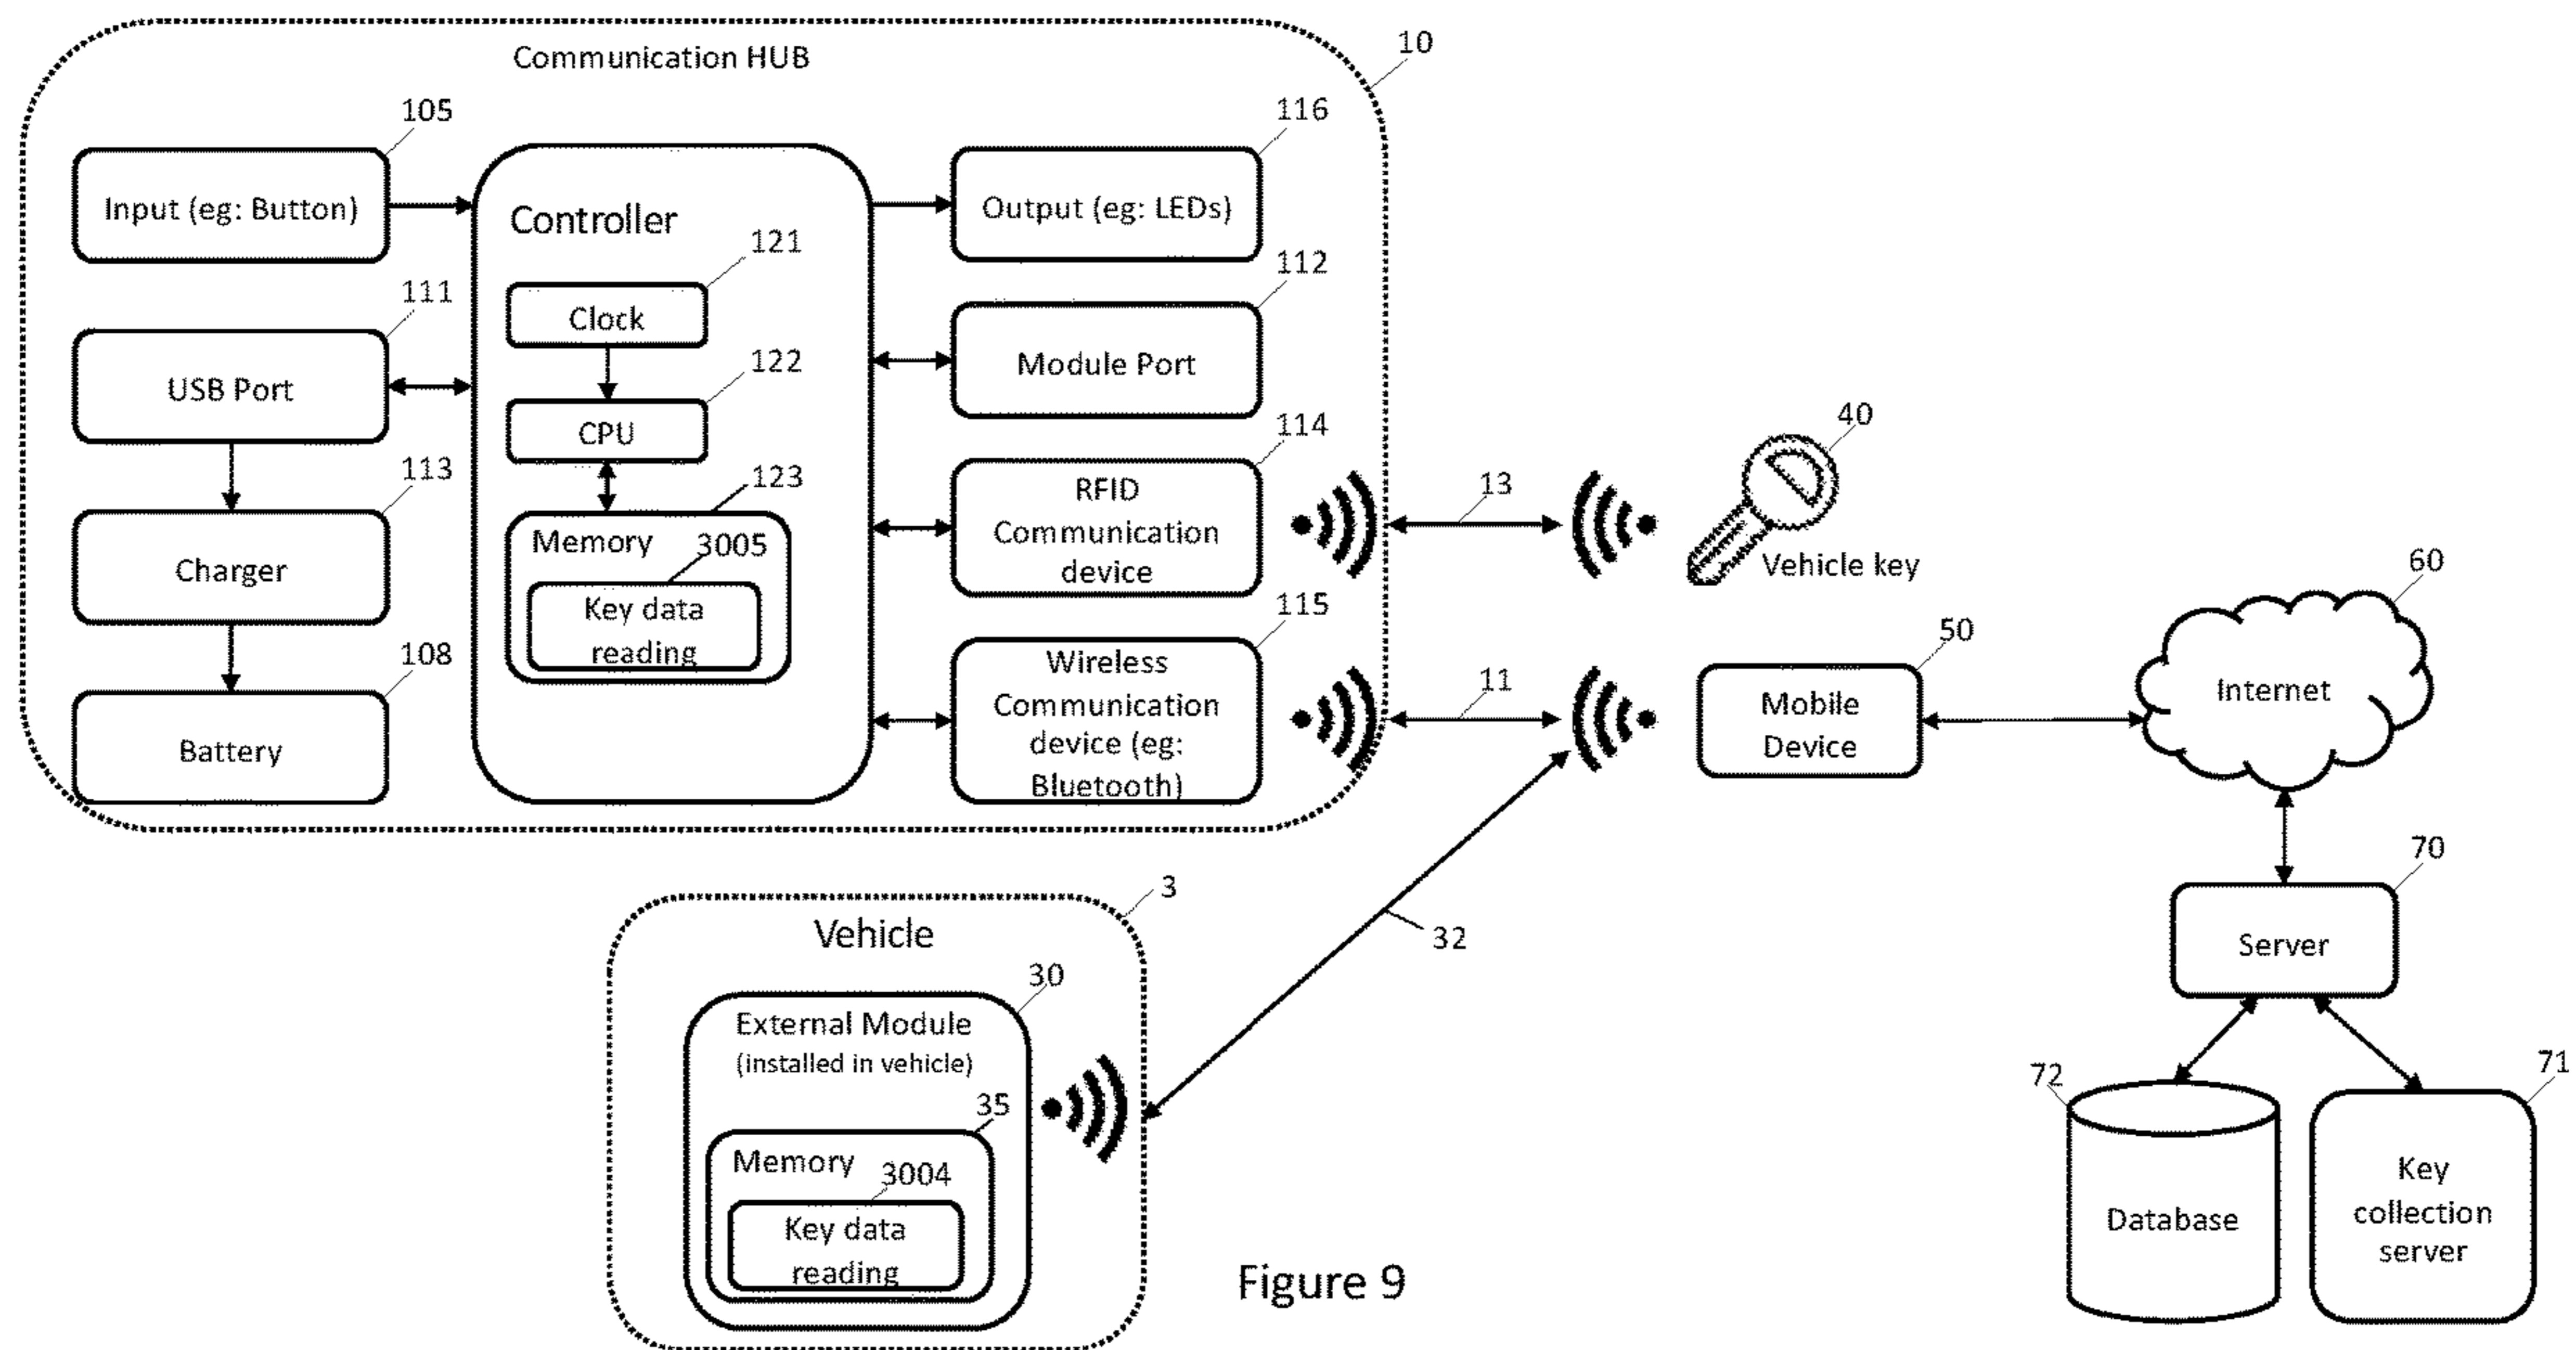 Communication HUB
10
105
Input (eg: Button)
111
USB Port
113
Charger
108
Battery
Controller
121
Clock
122
CPU
123
Memory
3005
Key data
reading
116
Output (eg: LEDs)
112
Module Port
114
RFID
Communication
device
115
Wireless
Communication
device (eg:
Bluetooth)
13
40
Vehicle key
11
50
Mobile
Device
60
Internet
70
Server
72
Database
71
Key
collection
server
32
3
Vehicle
30
External Module
(installed in vehicle)
35
Memory
3004
Key data
reading
Figure 9